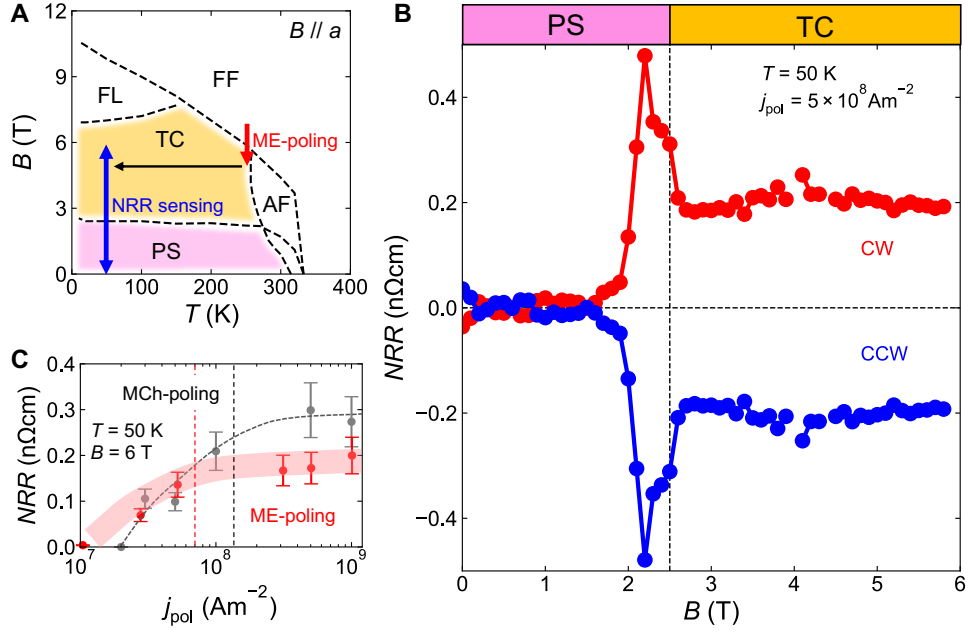 A
B // a
12
9
6
3
0
B (T)
FL
FF
TC
ME-poling
AF
NRR sensing
PS
0
100
200
300
400
T (K)
B
PS
TC
T = 50 K
j_pol = 5 × 10⁸ Am⁻²
0.4
0.2
0.0
−0.2
−0.4
NRR (nΩcm)
CW
CCW
0
1
2
3
4
5
6
B (T)
C
0.4
0.3
0.2
0.1
0.0
NRR (nΩcm)
MCh-poling
T = 50 K
B = 6 T
ME-poling
10⁷
10⁸
10⁹
j_pol (Am⁻²)